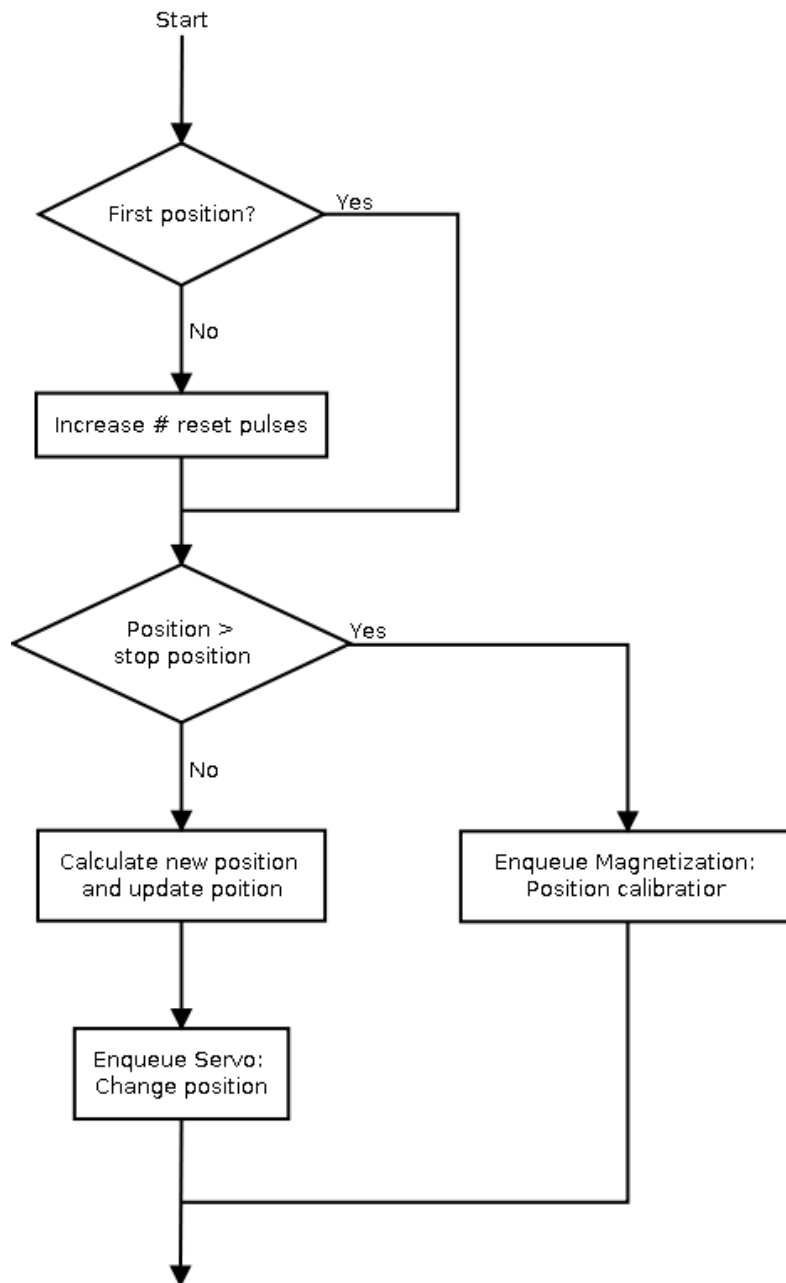 Start
First position?
Yes
No
Increase # reset pulses
Position >
stop position
Yes
No
Calculate new position
and update poition
Enqueue Magnetization:
Position calibratior
Enqueue Servo:
Change position